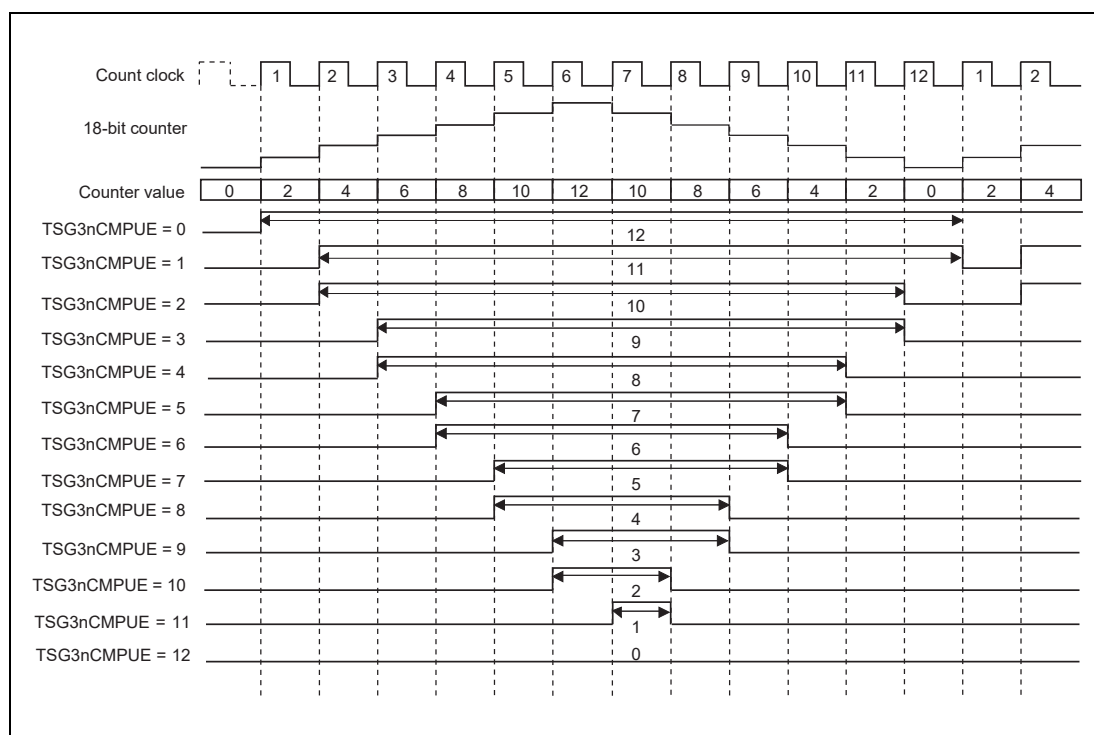 Count clock 1 2 3 4 5 6 7 8 9 10 11 12 1 2
18-bit counter
Counter value 0 2 4 6 8 10 12 10 8 6 4 2 0 2 4
TSG3nCMPUE = 0
12
TSG3nCMPUE = 1
11
TSG3nCMPUE = 2
10
TSG3nCMPUE = 3
9
TSG3nCMPUE = 4
8
TSG3nCMPUE = 5
7
TSG3nCMPUE = 6
6
TSG3nCMPUE = 7
5
TSG3nCMPUE = 8
4
TSG3nCMPUE = 9
3
TSG3nCMPUE = 10
2
TSG3nCMPUE = 11
1
TSG3nCMPUE = 12 0